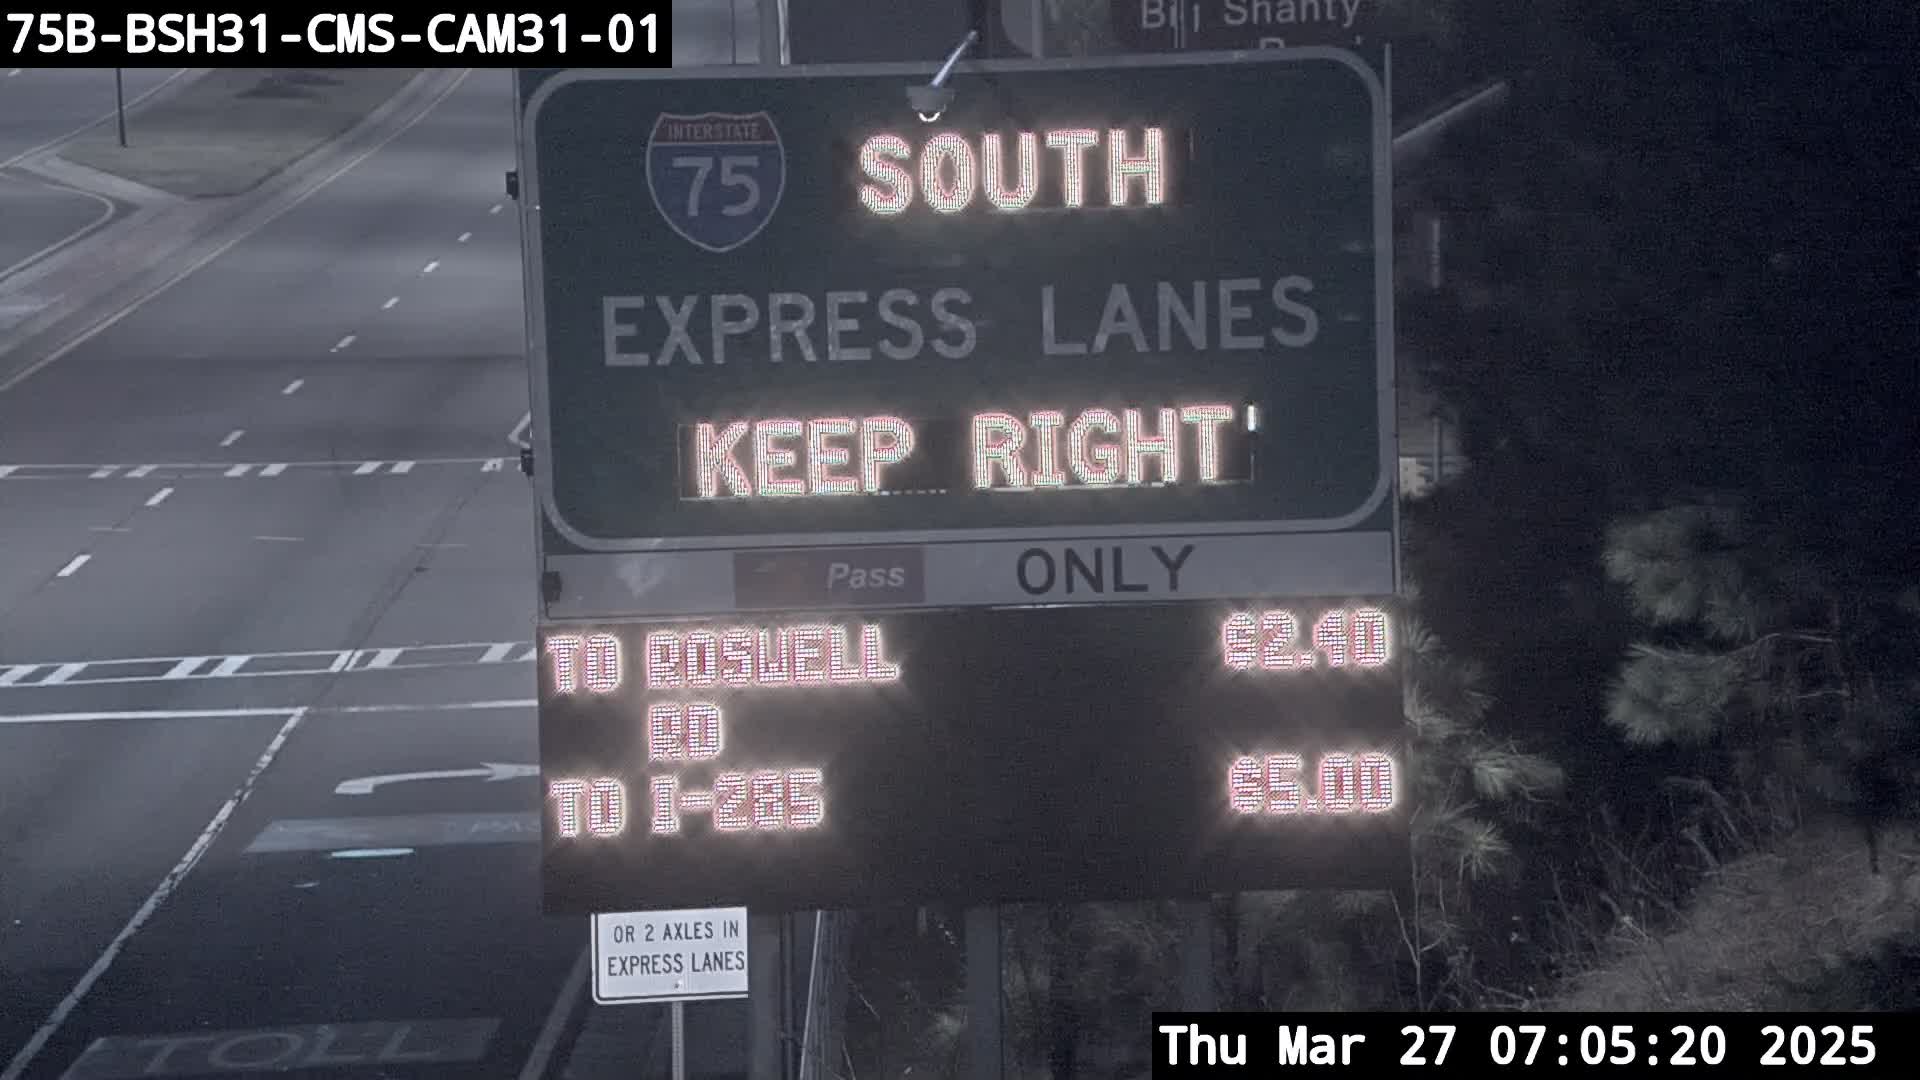 75B-BSH31-CMS-CAM31-01
Shanty
INTERSTATE
75
SOUTH
EXPRESS LANES
KEEP RIGHT
Pass ONLY
TO ROSWELL $2.40
RD
TO I-285 $5.00
OR 2 AXLES IN
EXPRESS LANES
TOLL
Thu Mar 27 07:05:20 2025